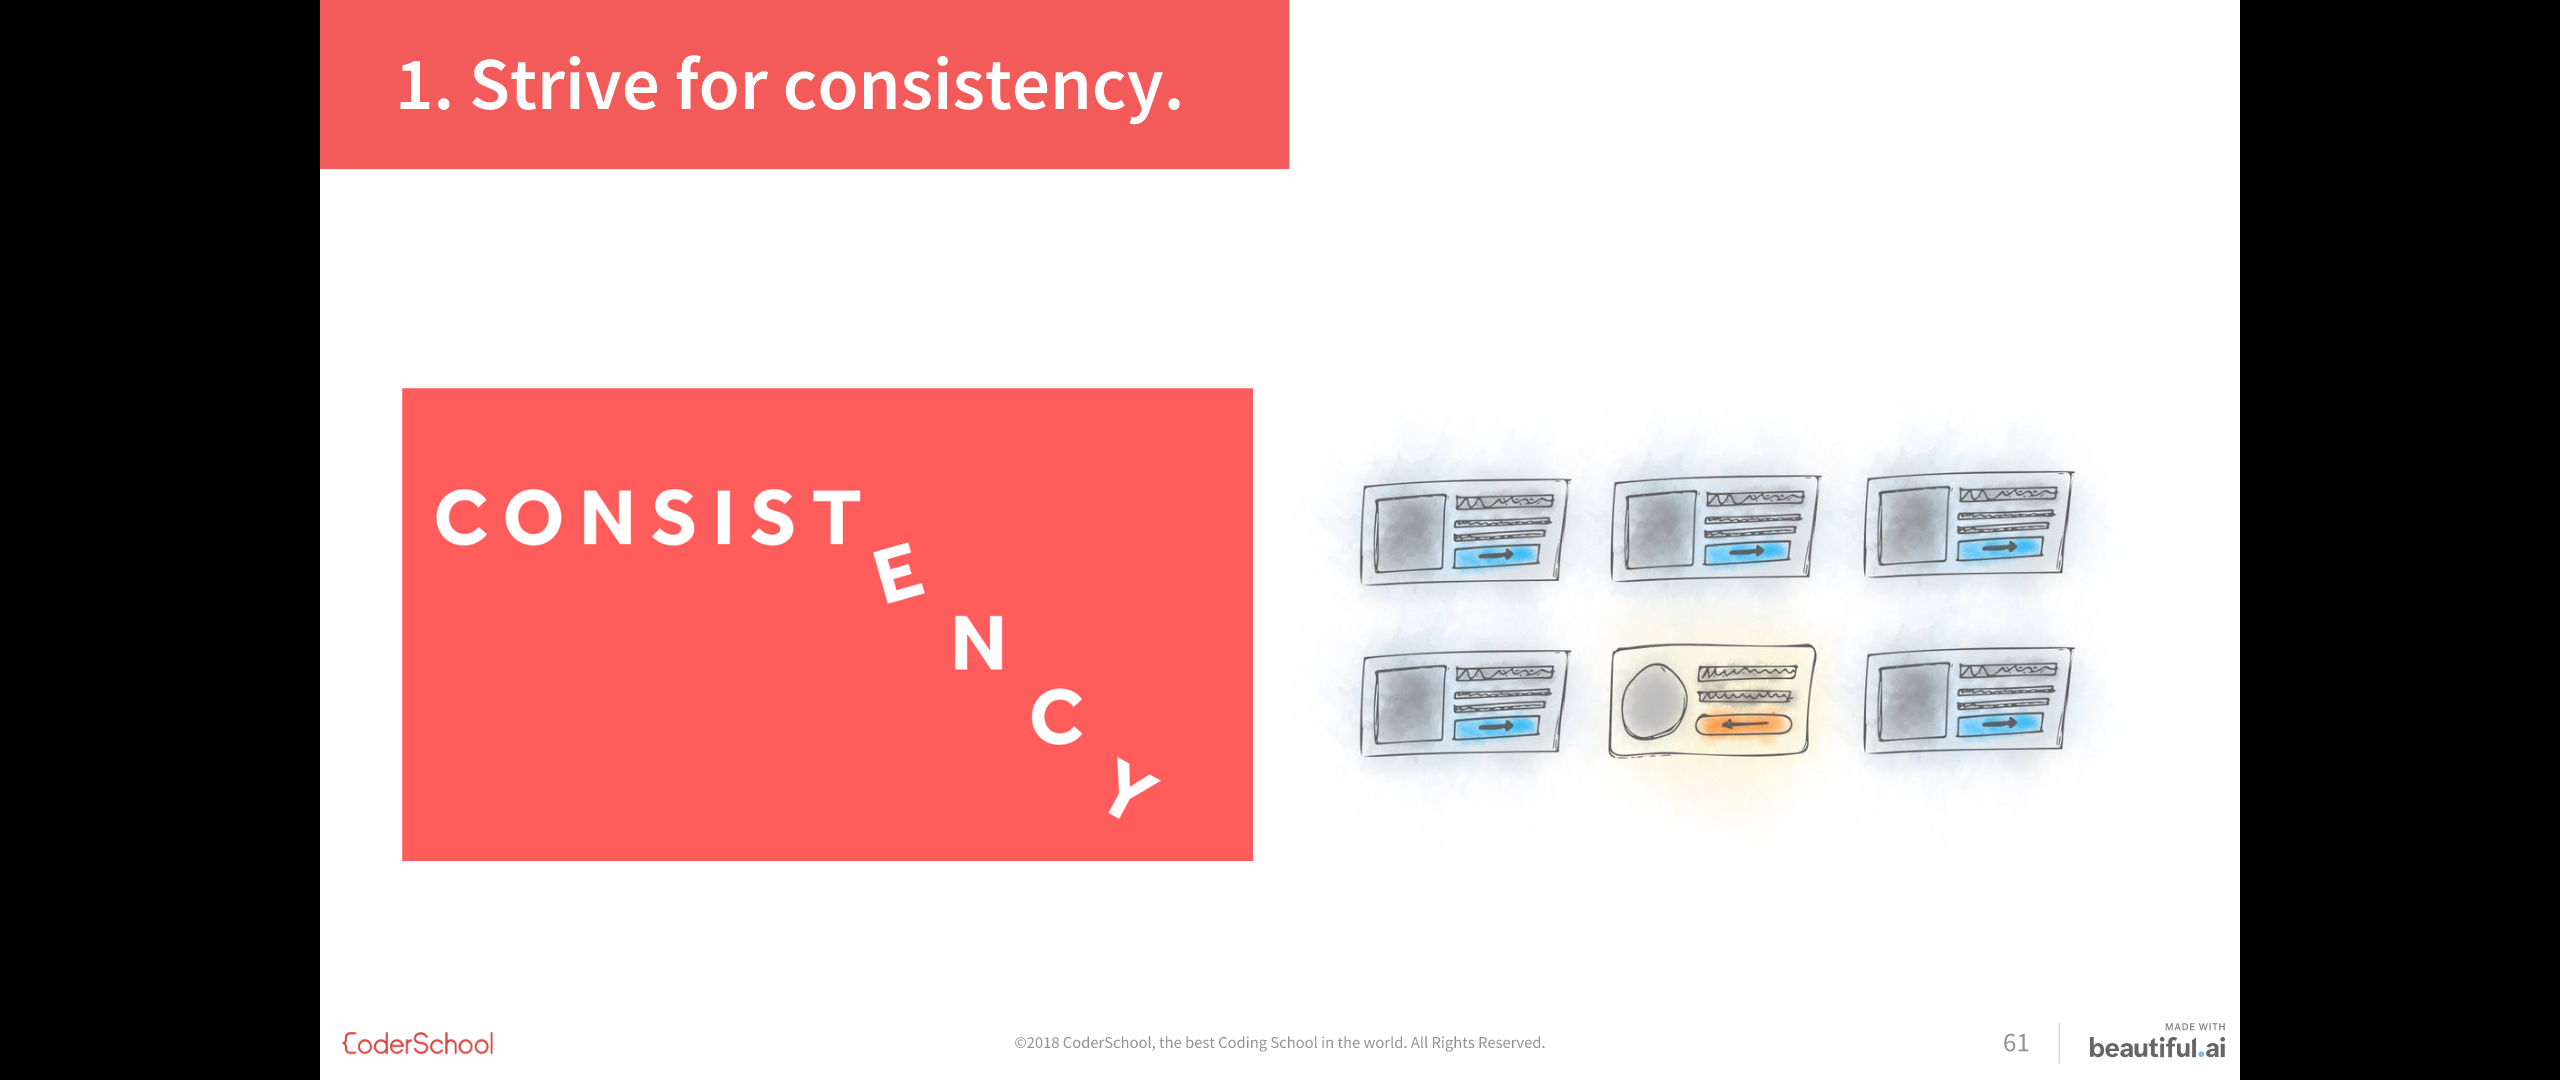 1. Strive for consistency.
CONSISTENCY
CoderSchool
©2018 CoderSchool, the best Coding School in the world. All Rights Reserved.
61
MADE WITH
beautiful.ai